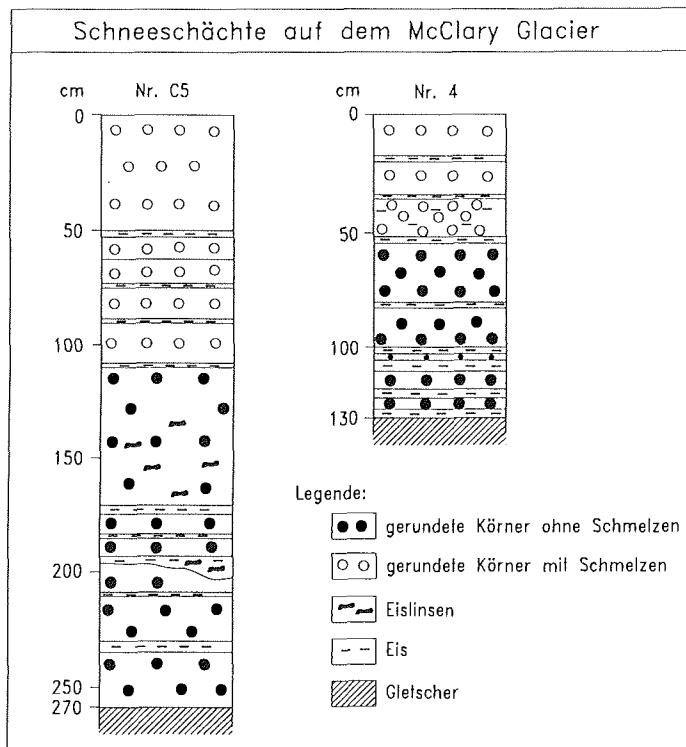 Schneeschächte auf dem McClary Glacier
cm Nr. C5
0
50
100
150
200
250
270
cm Nr. 4
0
50
100
130
Legende:
gerundete Körner ohne Schmelzen
gerundete Körner mit Schmelzen
Eislinsen
Eis
Gletscher